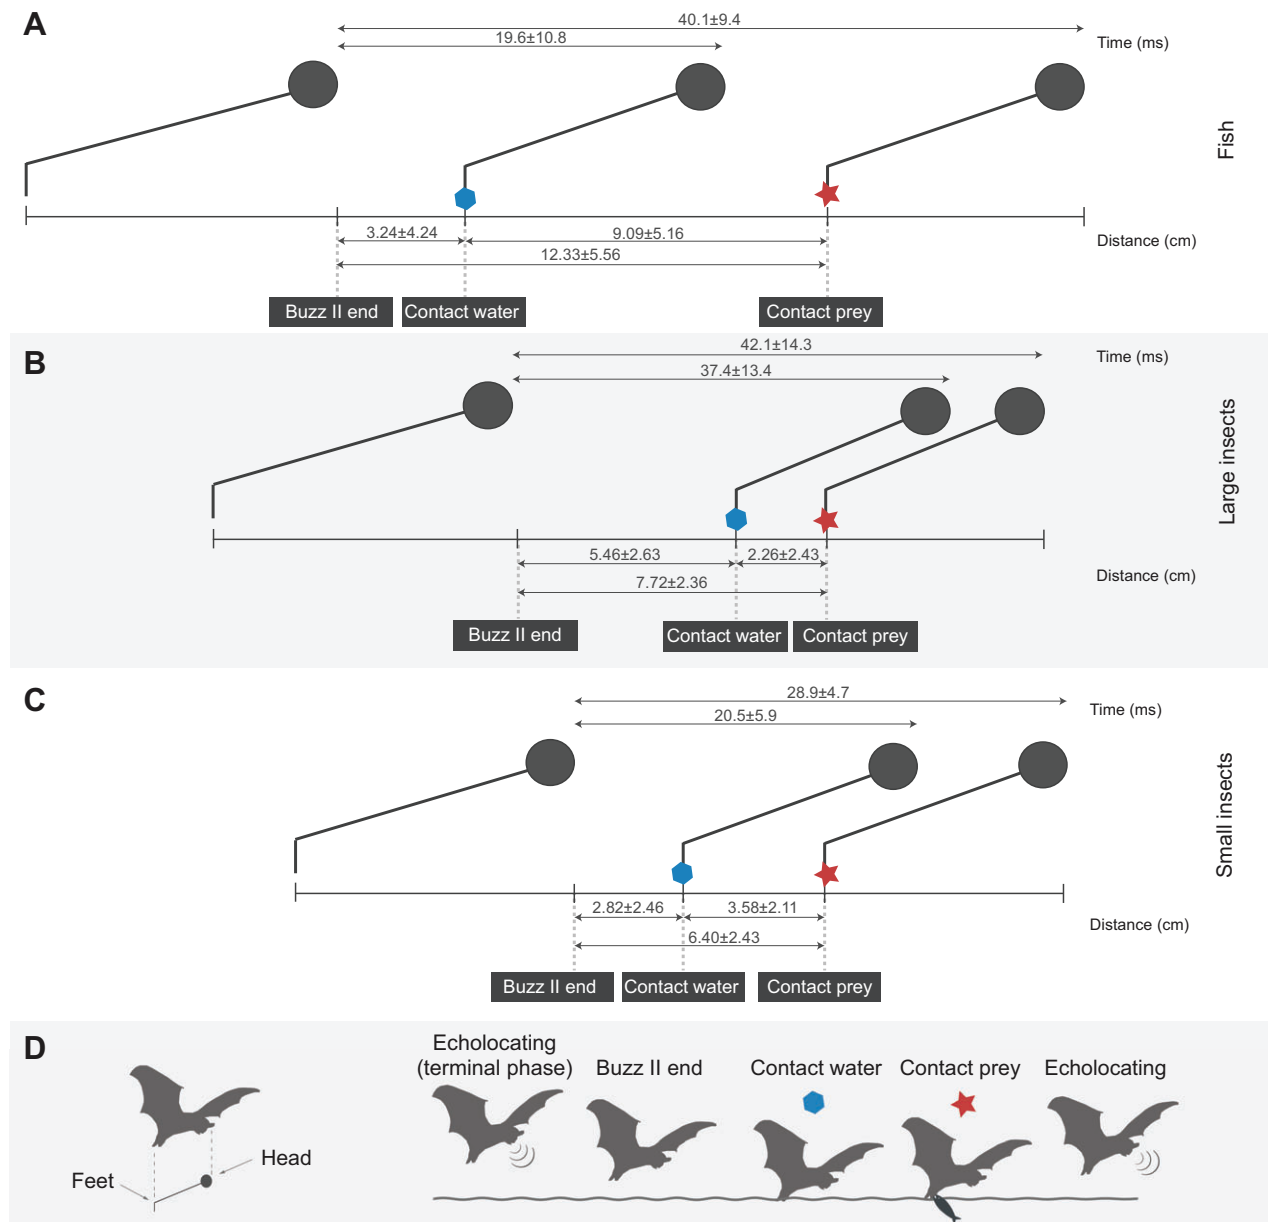 A
40.1±9.4
Time (ms)
19.6±10.8
Fish
3.24±4.24
9.09±5.16
Distance (cm)
12.33±5.56
Buzz II end
Contact water
Contact prey
B
42.1±14.3
Time (ms)
37.4±13.4
Large insects
5.46±2.63
2.26±2.43
Distance (cm)
7.72±2.36
Buzz II end
Contact water
Contact prey
C
28.9±4.7
Time (ms)
20.5±5.9
Small insects
2.82±2.46
3.58±2.11
Distance (cm)
6.40±2.43
Buzz II end
Contact water
Contact prey
D
Feet
Head
Echolocating
(terminal phase)
Buzz II end
Contact water
Contact prey
Echolocating